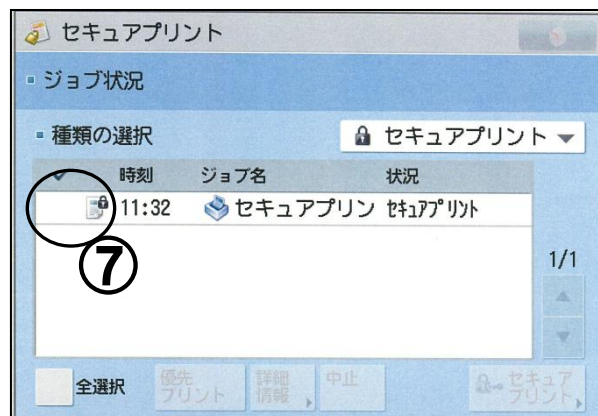 セキュアプリント
ジョブ状況
種類の選択
セキュアプリント
時刻 ジョブ名 状況
11:32 セキュアプリン セキュアプリント
⑦
1/1
全選択 優先プリント 詳細情報 中止 セキュアプリント